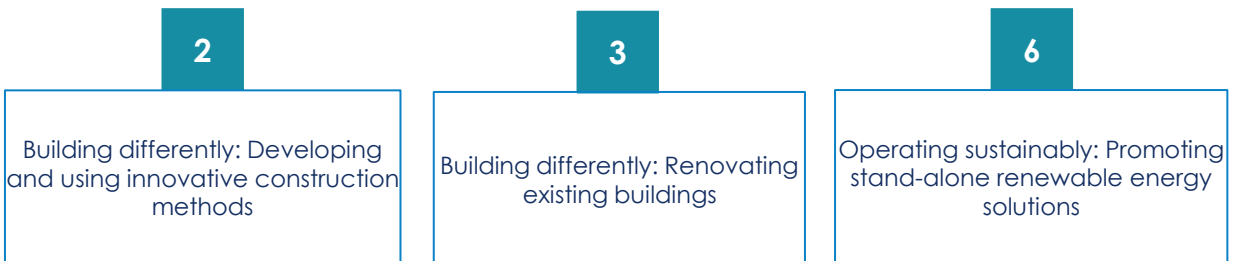 2
Building differently: Developing
and using innovative construction
methods
3
Building differently: Renovating
existing buildings
6
Operating sustainably: Promoting
stand-alone renewable energy
solutions